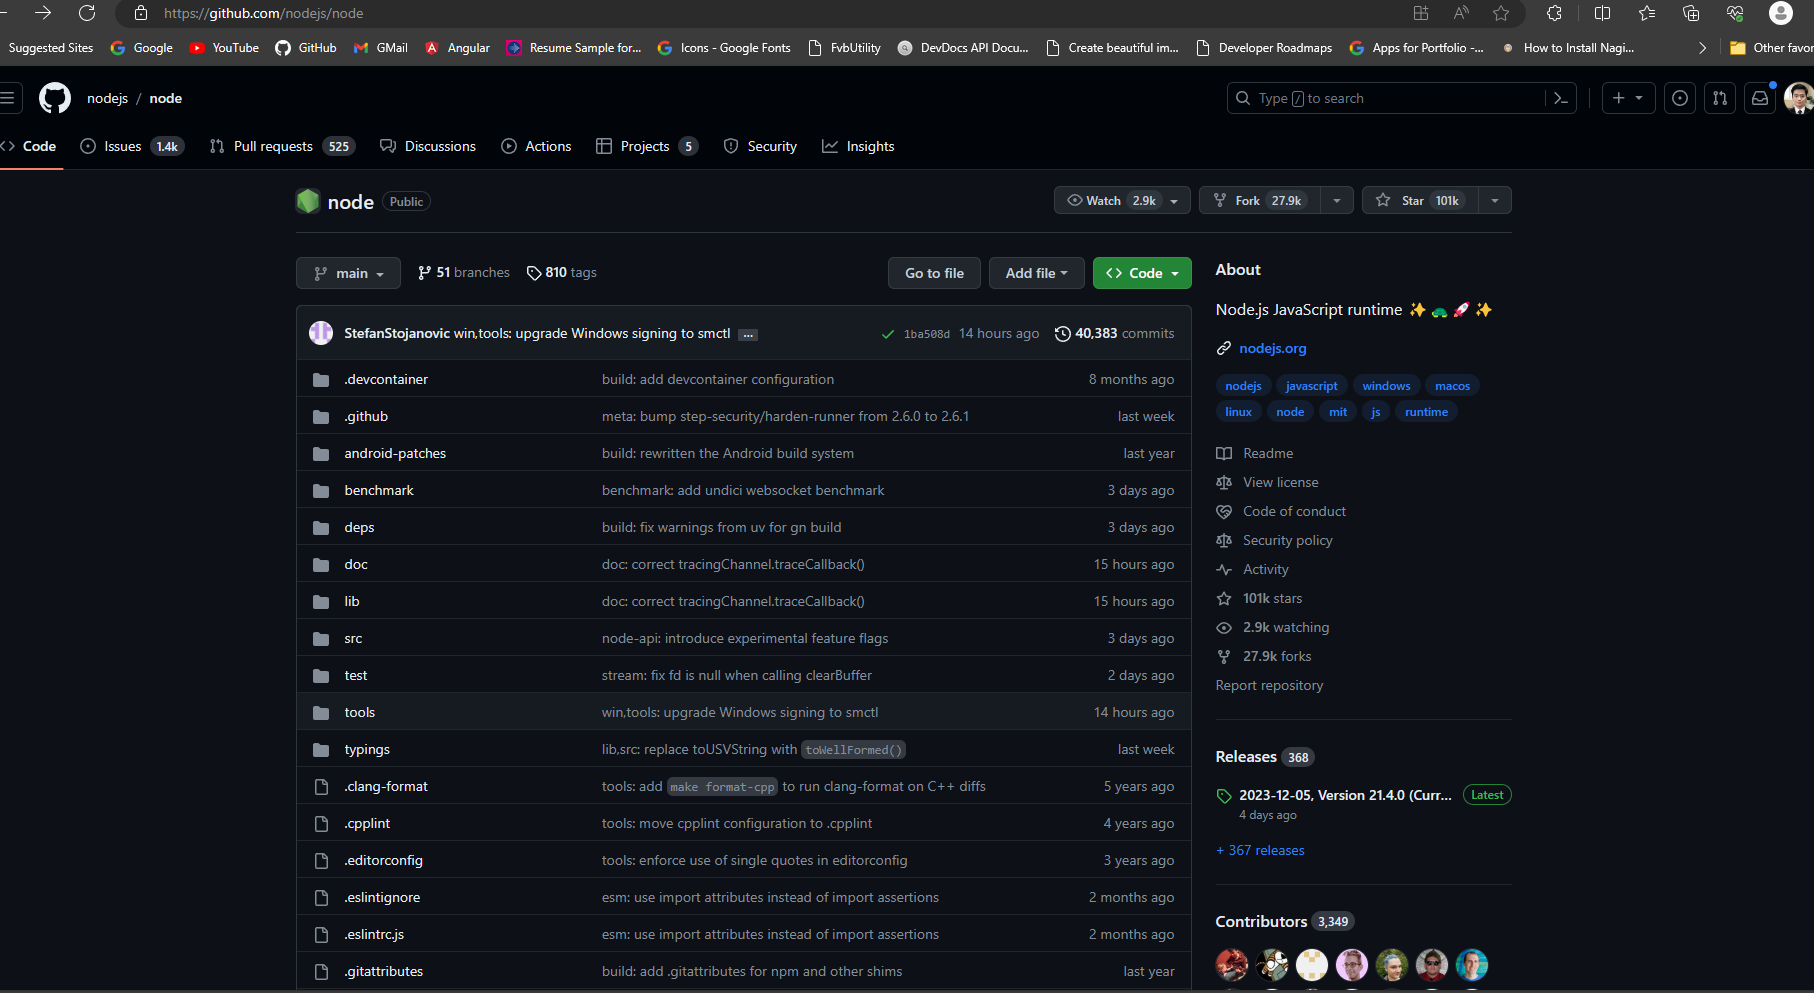 https://github.com/nodejs/node
Suggested Sites Google YouTube GitHub GMail Angular Resume Sample for... Icons - Google Fonts FvbUtility DevDocs API Docu... Create beautiful im... Developer Roadmaps Apps for Portfolio -... How to Install Nagi... Other favor
nodejs / node Type / to search
Code Issues 1.4k Pull requests 525 Discussions Actions Projects 5 Security Insights
node Public Watch 2.9k Fork 27.9k Star 101k
main 51 branches 810 tags Go to file Add file Code
StefanStojanovic win,tools: upgrade Windows signing to smctl ... 1ba508d 14 hours ago 40,383 commits
.devcontainer build: add devcontainer configuration 8 months ago
.github meta: bump step-security/harden-runner from 2.6.0 to 2.6.1 last week
android-patches build: rewritten the Android build system last year
benchmark benchmark: add undici websocket benchmark 3 days ago
deps build: fix warnings from uv for gn build 3 days ago
doc doc: correct tracingChannel.traceCallback() 15 hours ago
lib doc: correct tracingChannel.traceCallback() 15 hours ago
src node-api: introduce experimental feature flags 3 days ago
test stream: fix fd is null when calling clearBuffer 2 days ago
tools win,tools: upgrade Windows signing to smctl 14 hours ago
typings lib,src: replace toUSVString with toWellFormed() last week
.clang-format tools: add make format-cpp to run clang-format on C++ diffs 5 years ago
.cpplint tools: move cpplint configuration to .cpplint 4 years ago
.editorconfig tools: enforce use of single quotes in editorconfig 3 years ago
.eslintignore esm: use import attributes instead of import assertions 2 months ago
.eslintrc.js esm: use import attributes instead of import assertions 2 months ago
.gitattributes build: add .gitattributes for npm and other shims last year
About
Node.js JavaScript runtime ✨🐢🚀✨
nodejs.org
nodejs javascript windows macos
linux node mit js runtime
Readme
View license
Code of conduct
Security policy
Activity
101k stars
2.9k watching
27.9k forks
Report repository
Releases 368
2023-12-05, Version 21.4.0 (Curr... Latest
4 days ago
+ 367 releases
Contributors 3,349